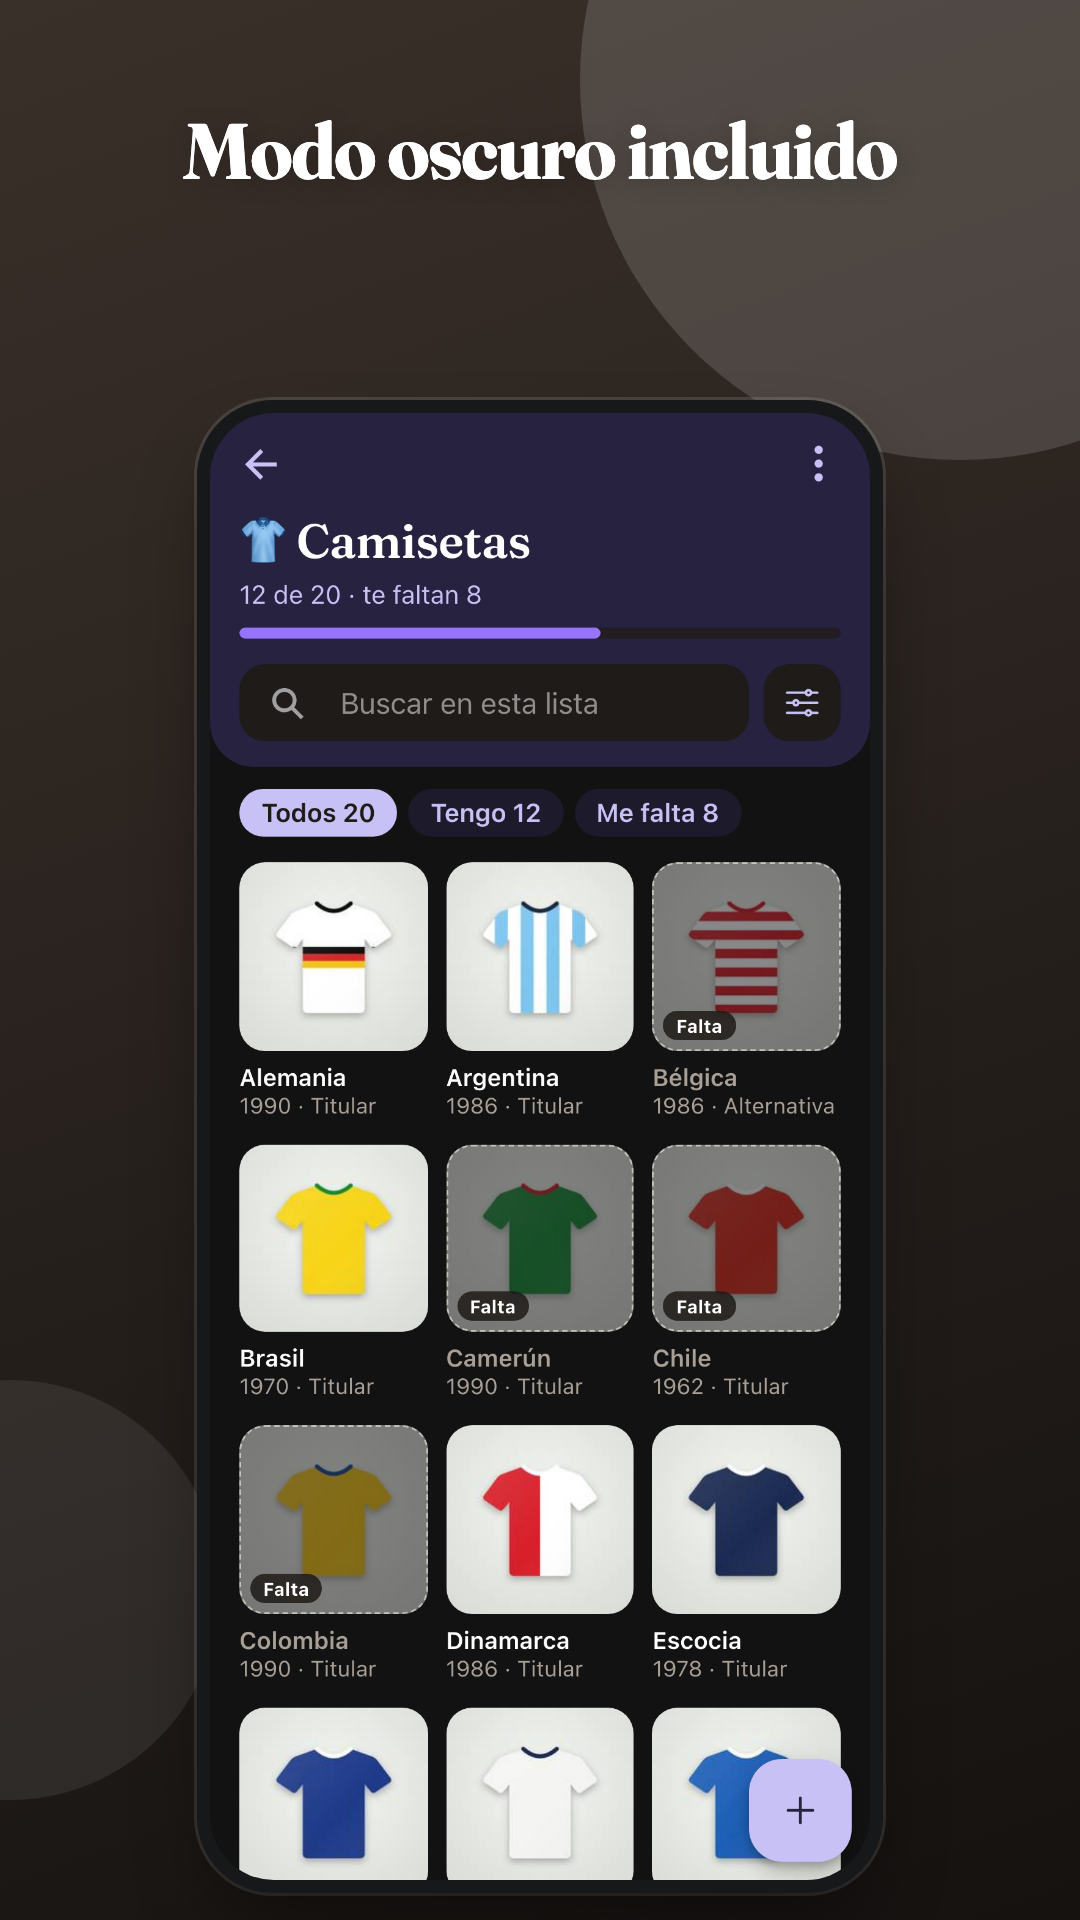 Modo oscuro incluido
Camisetas
12 de 20 · te faltan 8
Buscar en esta lista
Todos 20 Tengo 12 Me falta 8
Falta
Alemania Argentina Bélgica
1990 · Titular 1986 · Titular 1986 · Alternativa
Falta Falta
Brasil Camerún Chile
1970 · Titular 1990 · Titular 1962 · Titular
Falta
Colombia Dinamarca Escocia
1990 · Titular 1986 · Titular 1978 · Titular